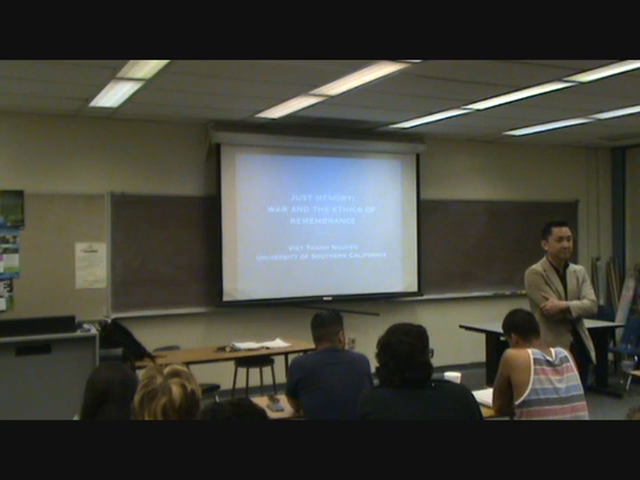 JUST MEMORY:
WAR AND THE ETHICS OF
REMEMBRANCE
VIET THANH NGUYEN
UNIVERSITY OF SOUTHERN CALIFORNIA